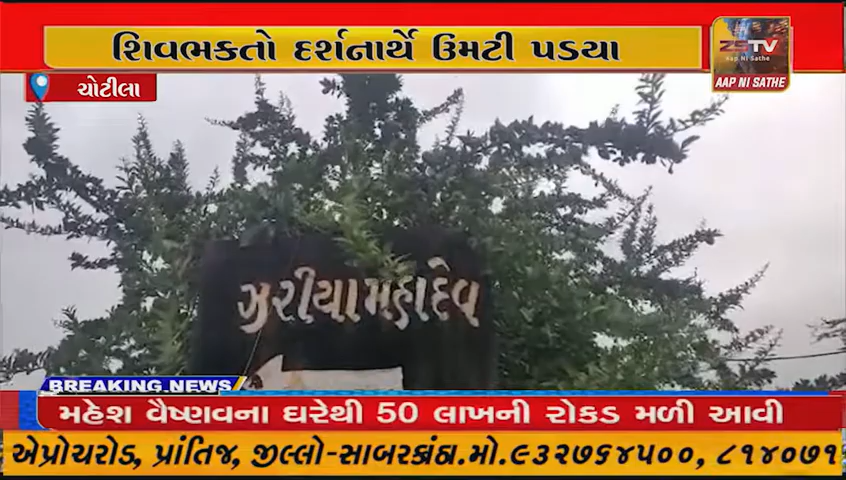 શિવભકતો દર્શનાર્થે ઉમટી પડયા
ZSTV
Aap Ni Sathe
AAP NI SATHE
ચોટીલા
ઝરીયા મહાદેવ
BREAKING NEWS
મહેશ વૈષ્ણવના ઘરેથી 50 લાખની રોકડ મળી આવી
એપ્રોચરોડ, પ્રાંતિજ, જીલ્લો-સાબરકાંઠા.મો.૯૩૨૭૬૪૫૦૦, ૮૧૪૦૭૧